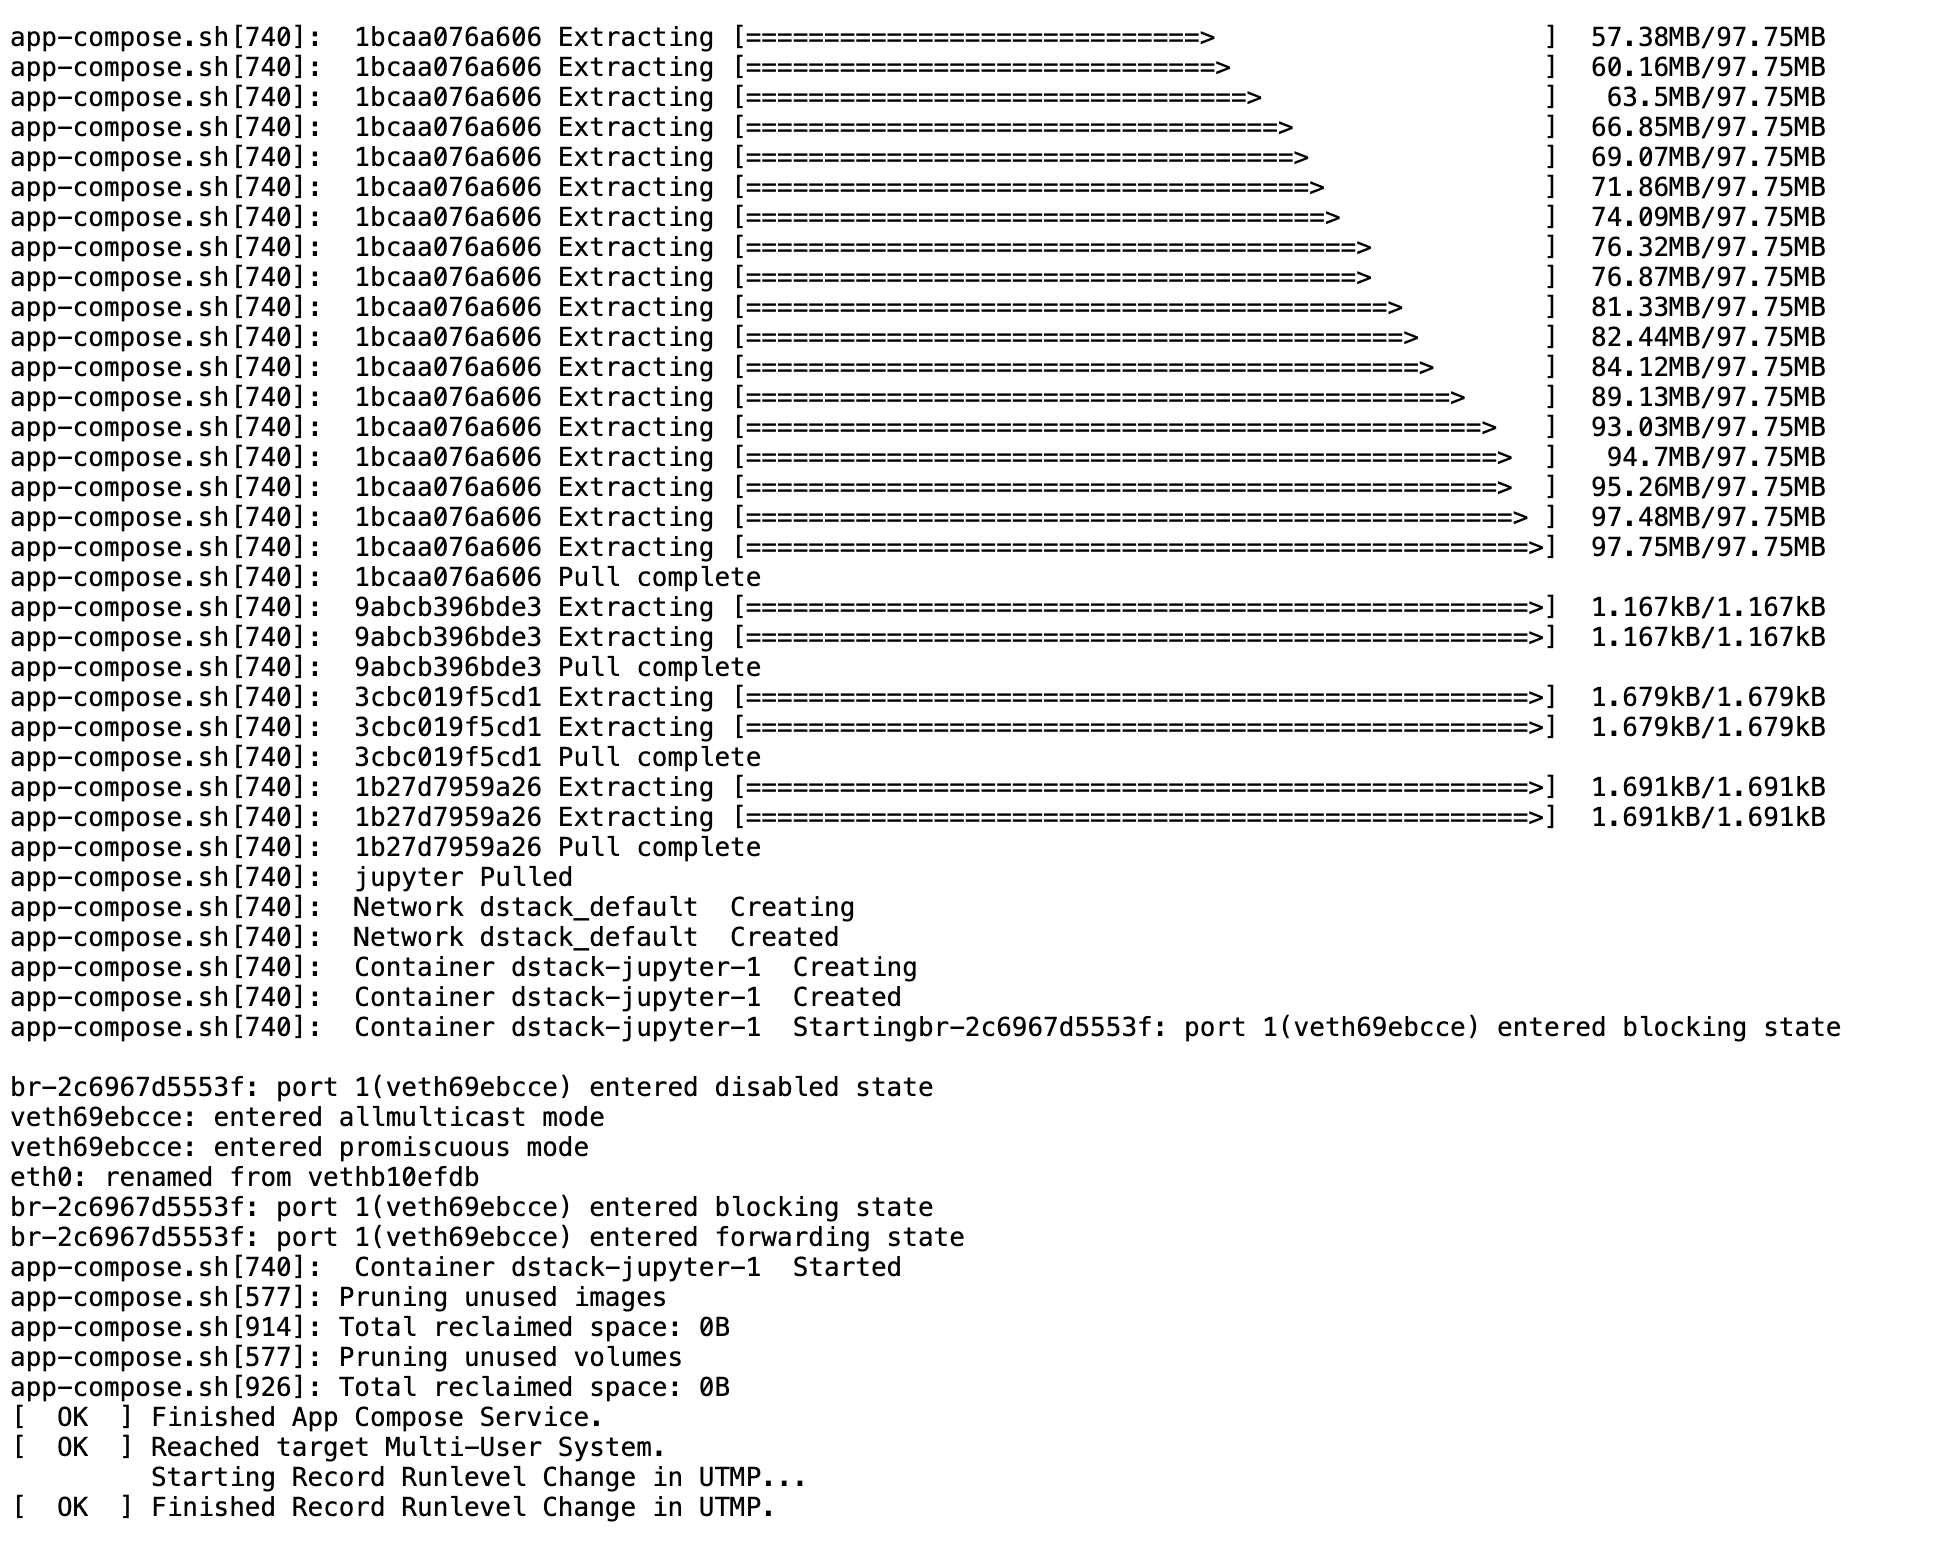 app-compose.sh[740]:  1bcaa076a606 Extracting [=============================>                     ]  57.38MB/97.75MB
app-compose.sh[740]:  1bcaa076a606 Extracting [==============================>                    ]  60.16MB/97.75MB
app-compose.sh[740]:  1bcaa076a606 Extracting [================================>                  ]   63.5MB/97.75MB
app-compose.sh[740]:  1bcaa076a606 Extracting [==================================>                ]  66.85MB/97.75MB
app-compose.sh[740]:  1bcaa076a606 Extracting [===================================>               ]  69.07MB/97.75MB
app-compose.sh[740]:  1bcaa076a606 Extracting [====================================>              ]  71.86MB/97.75MB
app-compose.sh[740]:  1bcaa076a606 Extracting [=====================================>             ]  74.09MB/97.75MB
app-compose.sh[740]:  1bcaa076a606 Extracting [=======================================>           ]  76.32MB/97.75MB
app-compose.sh[740]:  1bcaa076a606 Extracting [=======================================>           ]  76.87MB/97.75MB
app-compose.sh[740]:  1bcaa076a606 Extracting [=========================================>         ]  81.33MB/97.75MB
app-compose.sh[740]:  1bcaa076a606 Extracting [==========================================>        ]  82.44MB/97.75MB
app-compose.sh[740]:  1bcaa076a606 Extracting [===========================================>       ]  84.12MB/97.75MB
app-compose.sh[740]:  1bcaa076a606 Extracting [=============================================>     ]  89.13MB/97.75MB
app-compose.sh[740]:  1bcaa076a606 Extracting [===============================================>   ]  93.03MB/97.75MB
app-compose.sh[740]:  1bcaa076a606 Extracting [================================================>  ]   94.7MB/97.75MB
app-compose.sh[740]:  1bcaa076a606 Extracting [================================================>  ]  95.26MB/97.75MB
app-compose.sh[740]:  1bcaa076a606 Extracting [=================================================> ]  97.48MB/97.75MB
app-compose.sh[740]:  1bcaa076a606 Extracting [==================================================>]  97.75MB/97.75MB
app-compose.sh[740]:  1bcaa076a606 Pull complete
app-compose.sh[740]:  9abcb396bde3 Extracting [==================================================>]  1.167kB/1.167kB
app-compose.sh[740]:  9abcb396bde3 Extracting [==================================================>]  1.167kB/1.167kB
app-compose.sh[740]:  9abcb396bde3 Pull complete
app-compose.sh[740]:  3cbc019f5cd1 Extracting [==================================================>]  1.679kB/1.679kB
app-compose.sh[740]:  3cbc019f5cd1 Extracting [==================================================>]  1.679kB/1.679kB
app-compose.sh[740]:  3cbc019f5cd1 Pull complete
app-compose.sh[740]:  1b27d7959a26 Extracting [==================================================>]  1.691kB/1.691kB
app-compose.sh[740]:  1b27d7959a26 Extracting [==================================================>]  1.691kB/1.691kB
app-compose.sh[740]:  1b27d7959a26 Pull complete
app-compose.sh[740]:  jupyter Pulled
app-compose.sh[740]:  Network dstack_default  Creating
app-compose.sh[740]:  Network dstack_default  Created
app-compose.sh[740]:  Container dstack-jupyter-1  Creating
app-compose.sh[740]:  Container dstack-jupyter-1  Created
app-compose.sh[740]:  Container dstack-jupyter-1  Startingbr-2c6967d5553f: port 1(veth69ebcce) entered blocking state
br-2c6967d5553f: port 1(veth69ebcce) entered disabled state
veth69ebcce: entered allmulticast mode
veth69ebcce: entered promiscuous mode
eth0: renamed from vethb10efdb
br-2c6967d5553f: port 1(veth69ebcce) entered blocking state
br-2c6967d5553f: port 1(veth69ebcce) entered forwarding state
app-compose.sh[740]:  Container dstack-jupyter-1  Started
app-compose.sh[577]: Pruning unused images
app-compose.sh[914]: Total reclaimed space: 0B
app-compose.sh[577]: Pruning unused volumes
app-compose.sh[926]: Total reclaimed space: 0B
[  OK  ] Finished App Compose Service.
[  OK  ] Reached target Multi-User System.
         Starting Record Runlevel Change in UTMP...
[  OK  ] Finished Record Runlevel Change in UTMP.